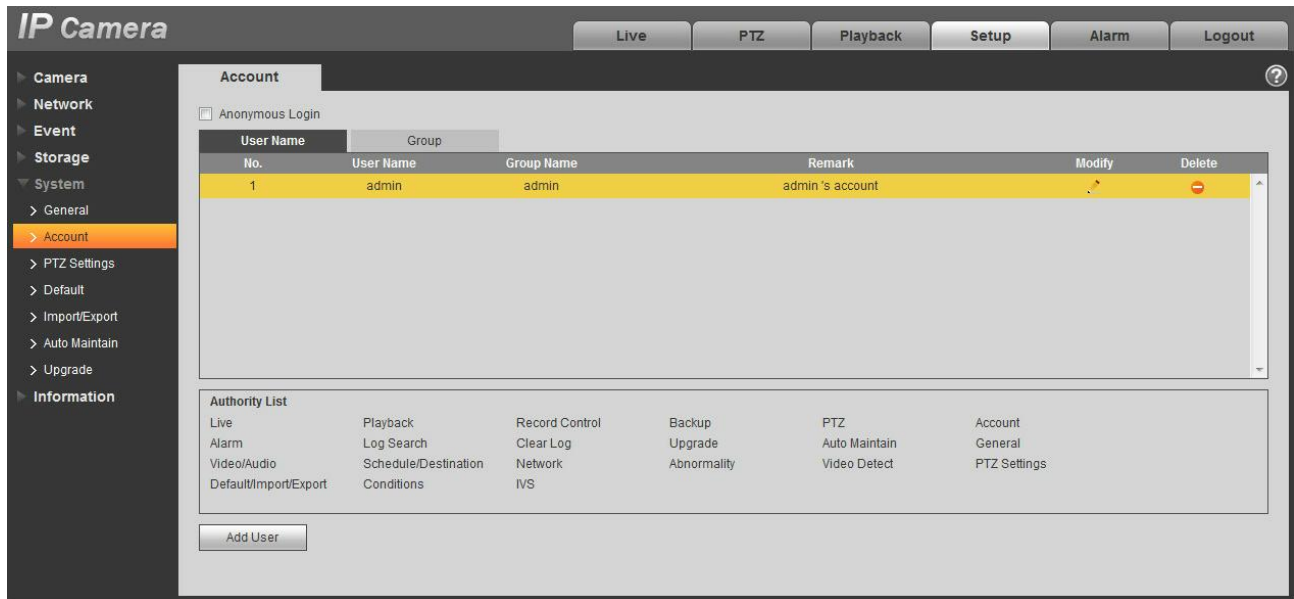 IP Camera
Live PTZ Playback Setup Alarm Logout
Camera
Network
Event
Storage
System
General
Account
PTZ Settings
Default
Import/Export
Auto Maintain
Upgrade
Information
Account
?
Anonymous Login
User Name Group
No. User Name Group Name Remark Modify Delete
1 admin admin admin 's account
Authority List
Live Playback Record Control Backup PTZ Account
Alarm Log Search Clear Log Upgrade Auto Maintain General
Video/Audio Schedule/Destination Network Abnormality Video Detect PTZ Settings
Default/Import/Export Conditions IVS
Add User